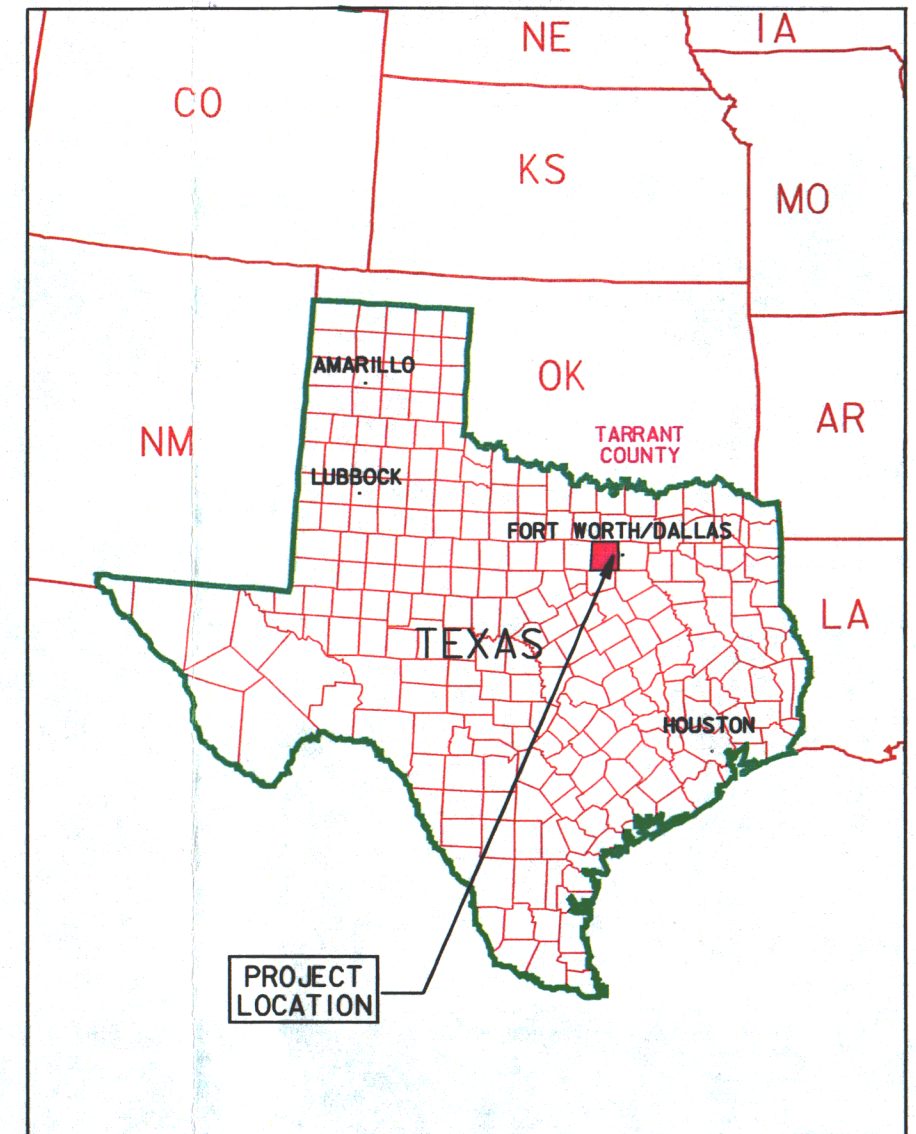 NE
IA
CO
KS
MO
AMARILLO
OK
AR
NM
TARRANT
COUNTY
LUBBOCK
FORT WORTH/DALLAS
LA
TEXAS
HOUSTON
PROJECT
LOCATION